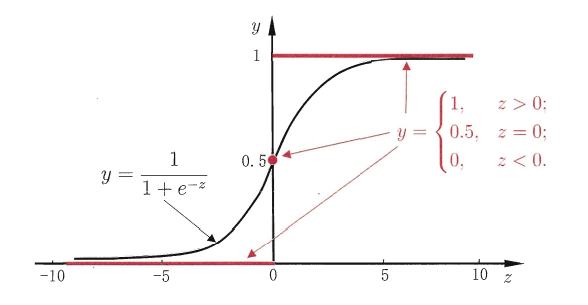 y
1
y = { 1, z > 0;
0.5, z = 0;
0, z < 0.
0.5
y = 1 / (1 + e^{-z})
-10 -5 0 5 10 z